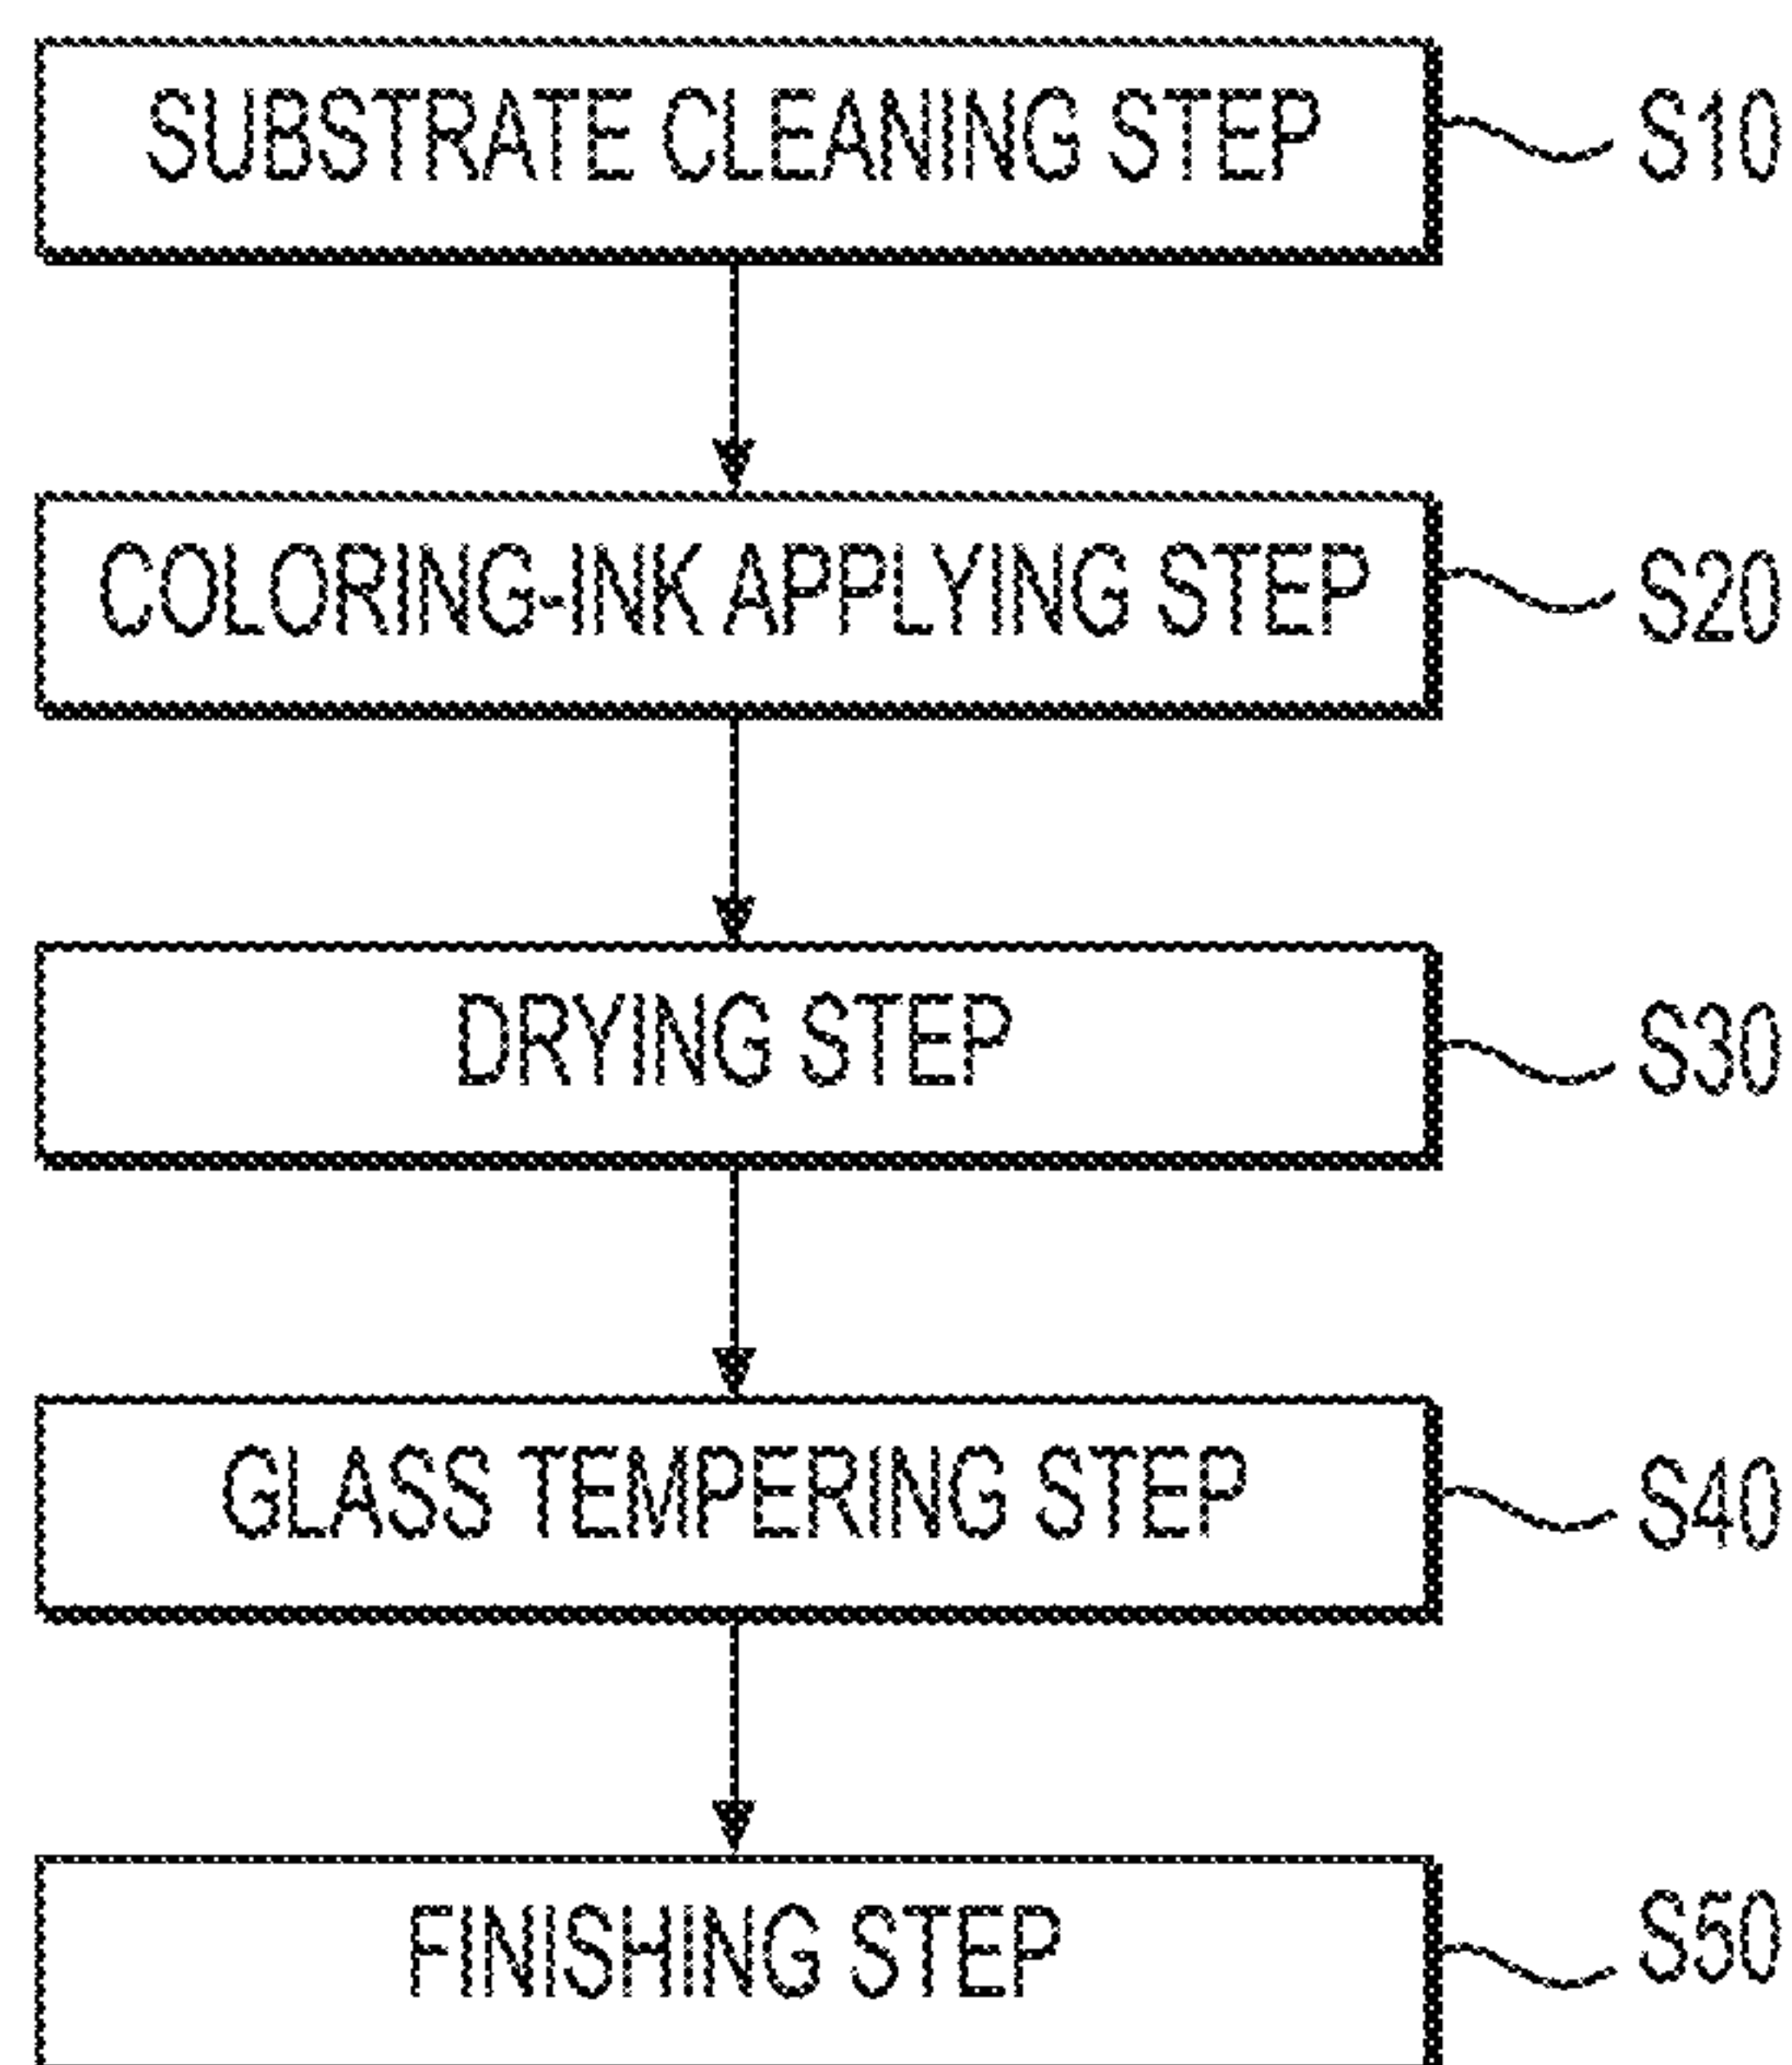 SUBSTRATE CLEANING STEP S10
COLORING-INK APPLYING STEP S20
DRYING STEP S30
GLASS TEMPERING STEP S40
FINISHING STEP S50